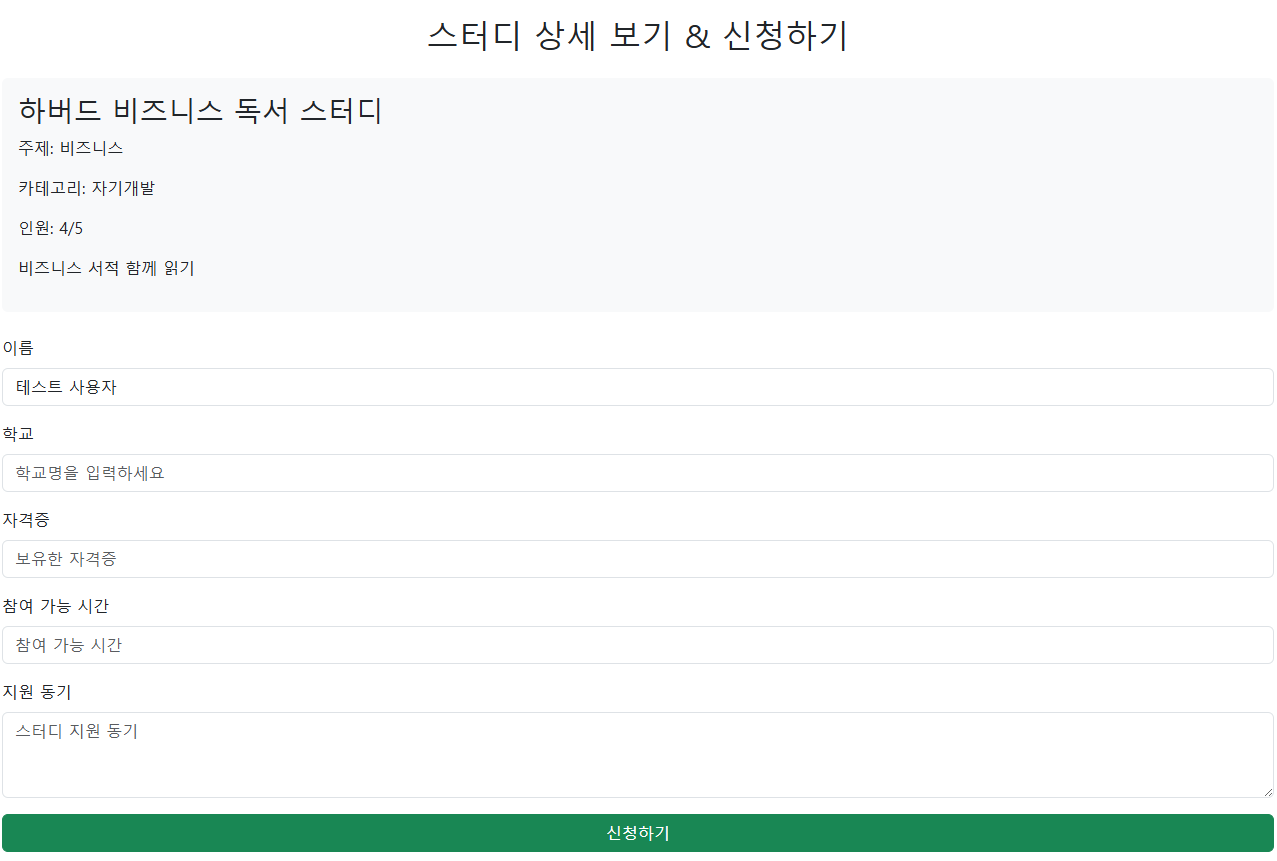 스터디 상세 보기 & 신청하기
하버드 비즈니스 독서 스터디
주제: 비즈니스
카테고리: 자기개발
인원: 4/5
비즈니스 서적 함께 읽기
이름
테스트 사용자
학교
학교명을 입력하세요
자격증
보유한 자격증
참여 가능 시간
참여 가능 시간
지원 동기
스터디 지원 동기
신청하기